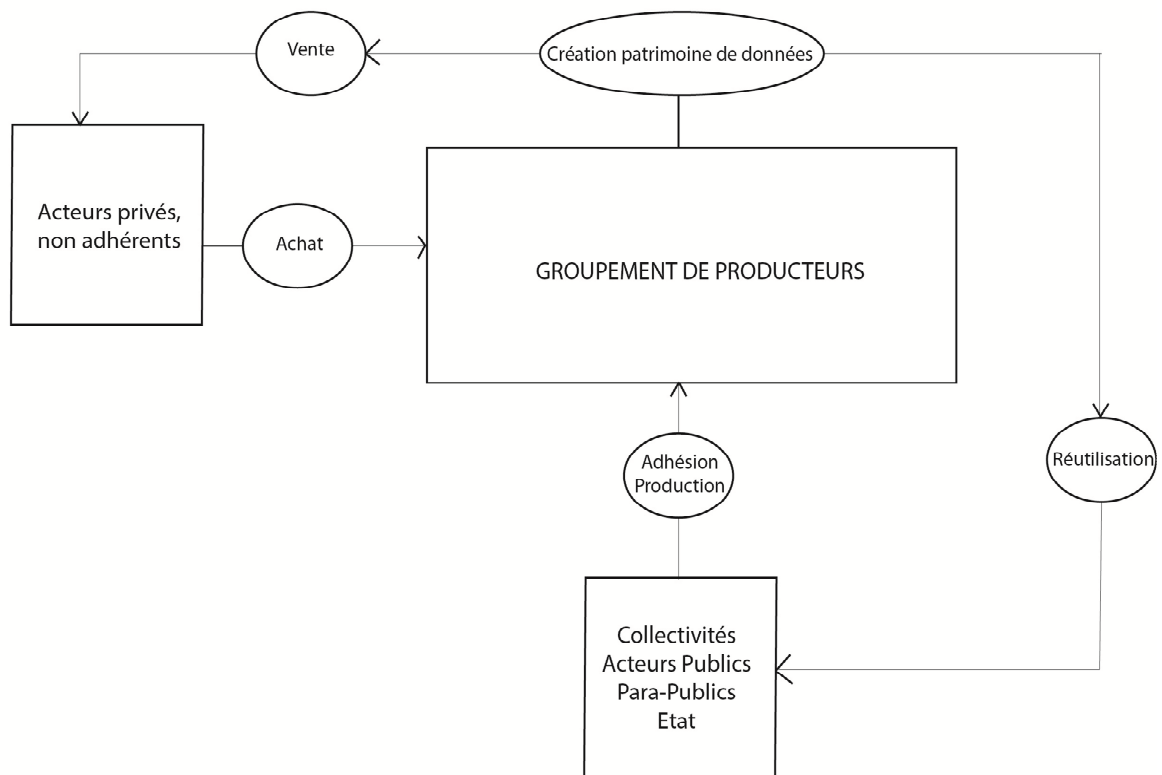 Vente
Création patrimoine de données
Acteurs privés,
non adhérents
Achat
GROUPEMENT DE PRODUCTEURS
Adhésion
Production
Réutilisation
Collectivités
Acteurs Publics
Para-Publics
Etat